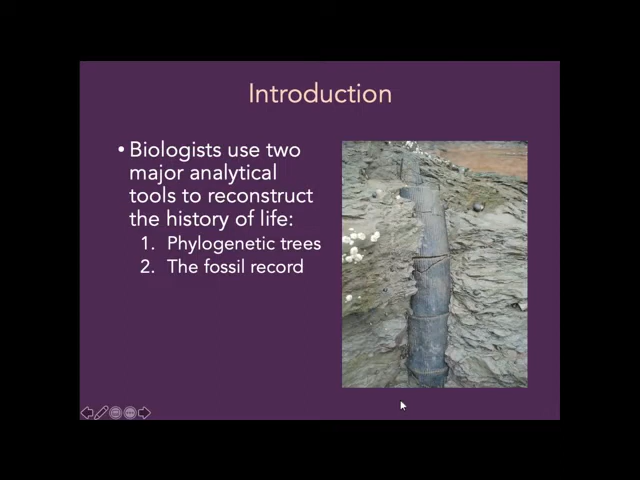 Introduction
• Biologists use two
major analytical
tools to reconstruct
the history of life:
1. Phylogenetic trees
2. The fossil record